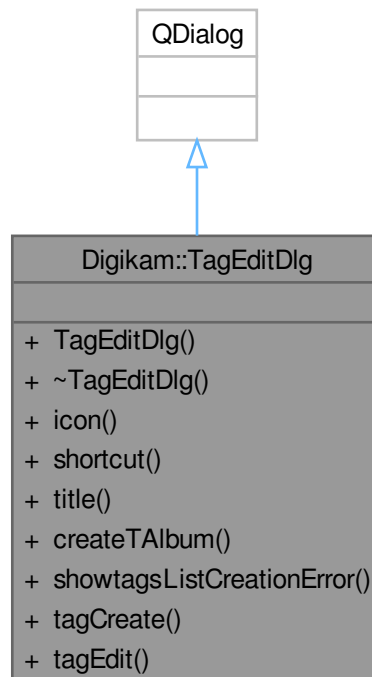 QDialog
Digikam::TagEditDlg
+ TagEditDlg()
+ ~TagEditDlg()
+ icon()
+ shortcut()
+ title()
+ createTAlbum()
+ showtagsListCreationError()
+ tagCreate()
+ tagEdit()